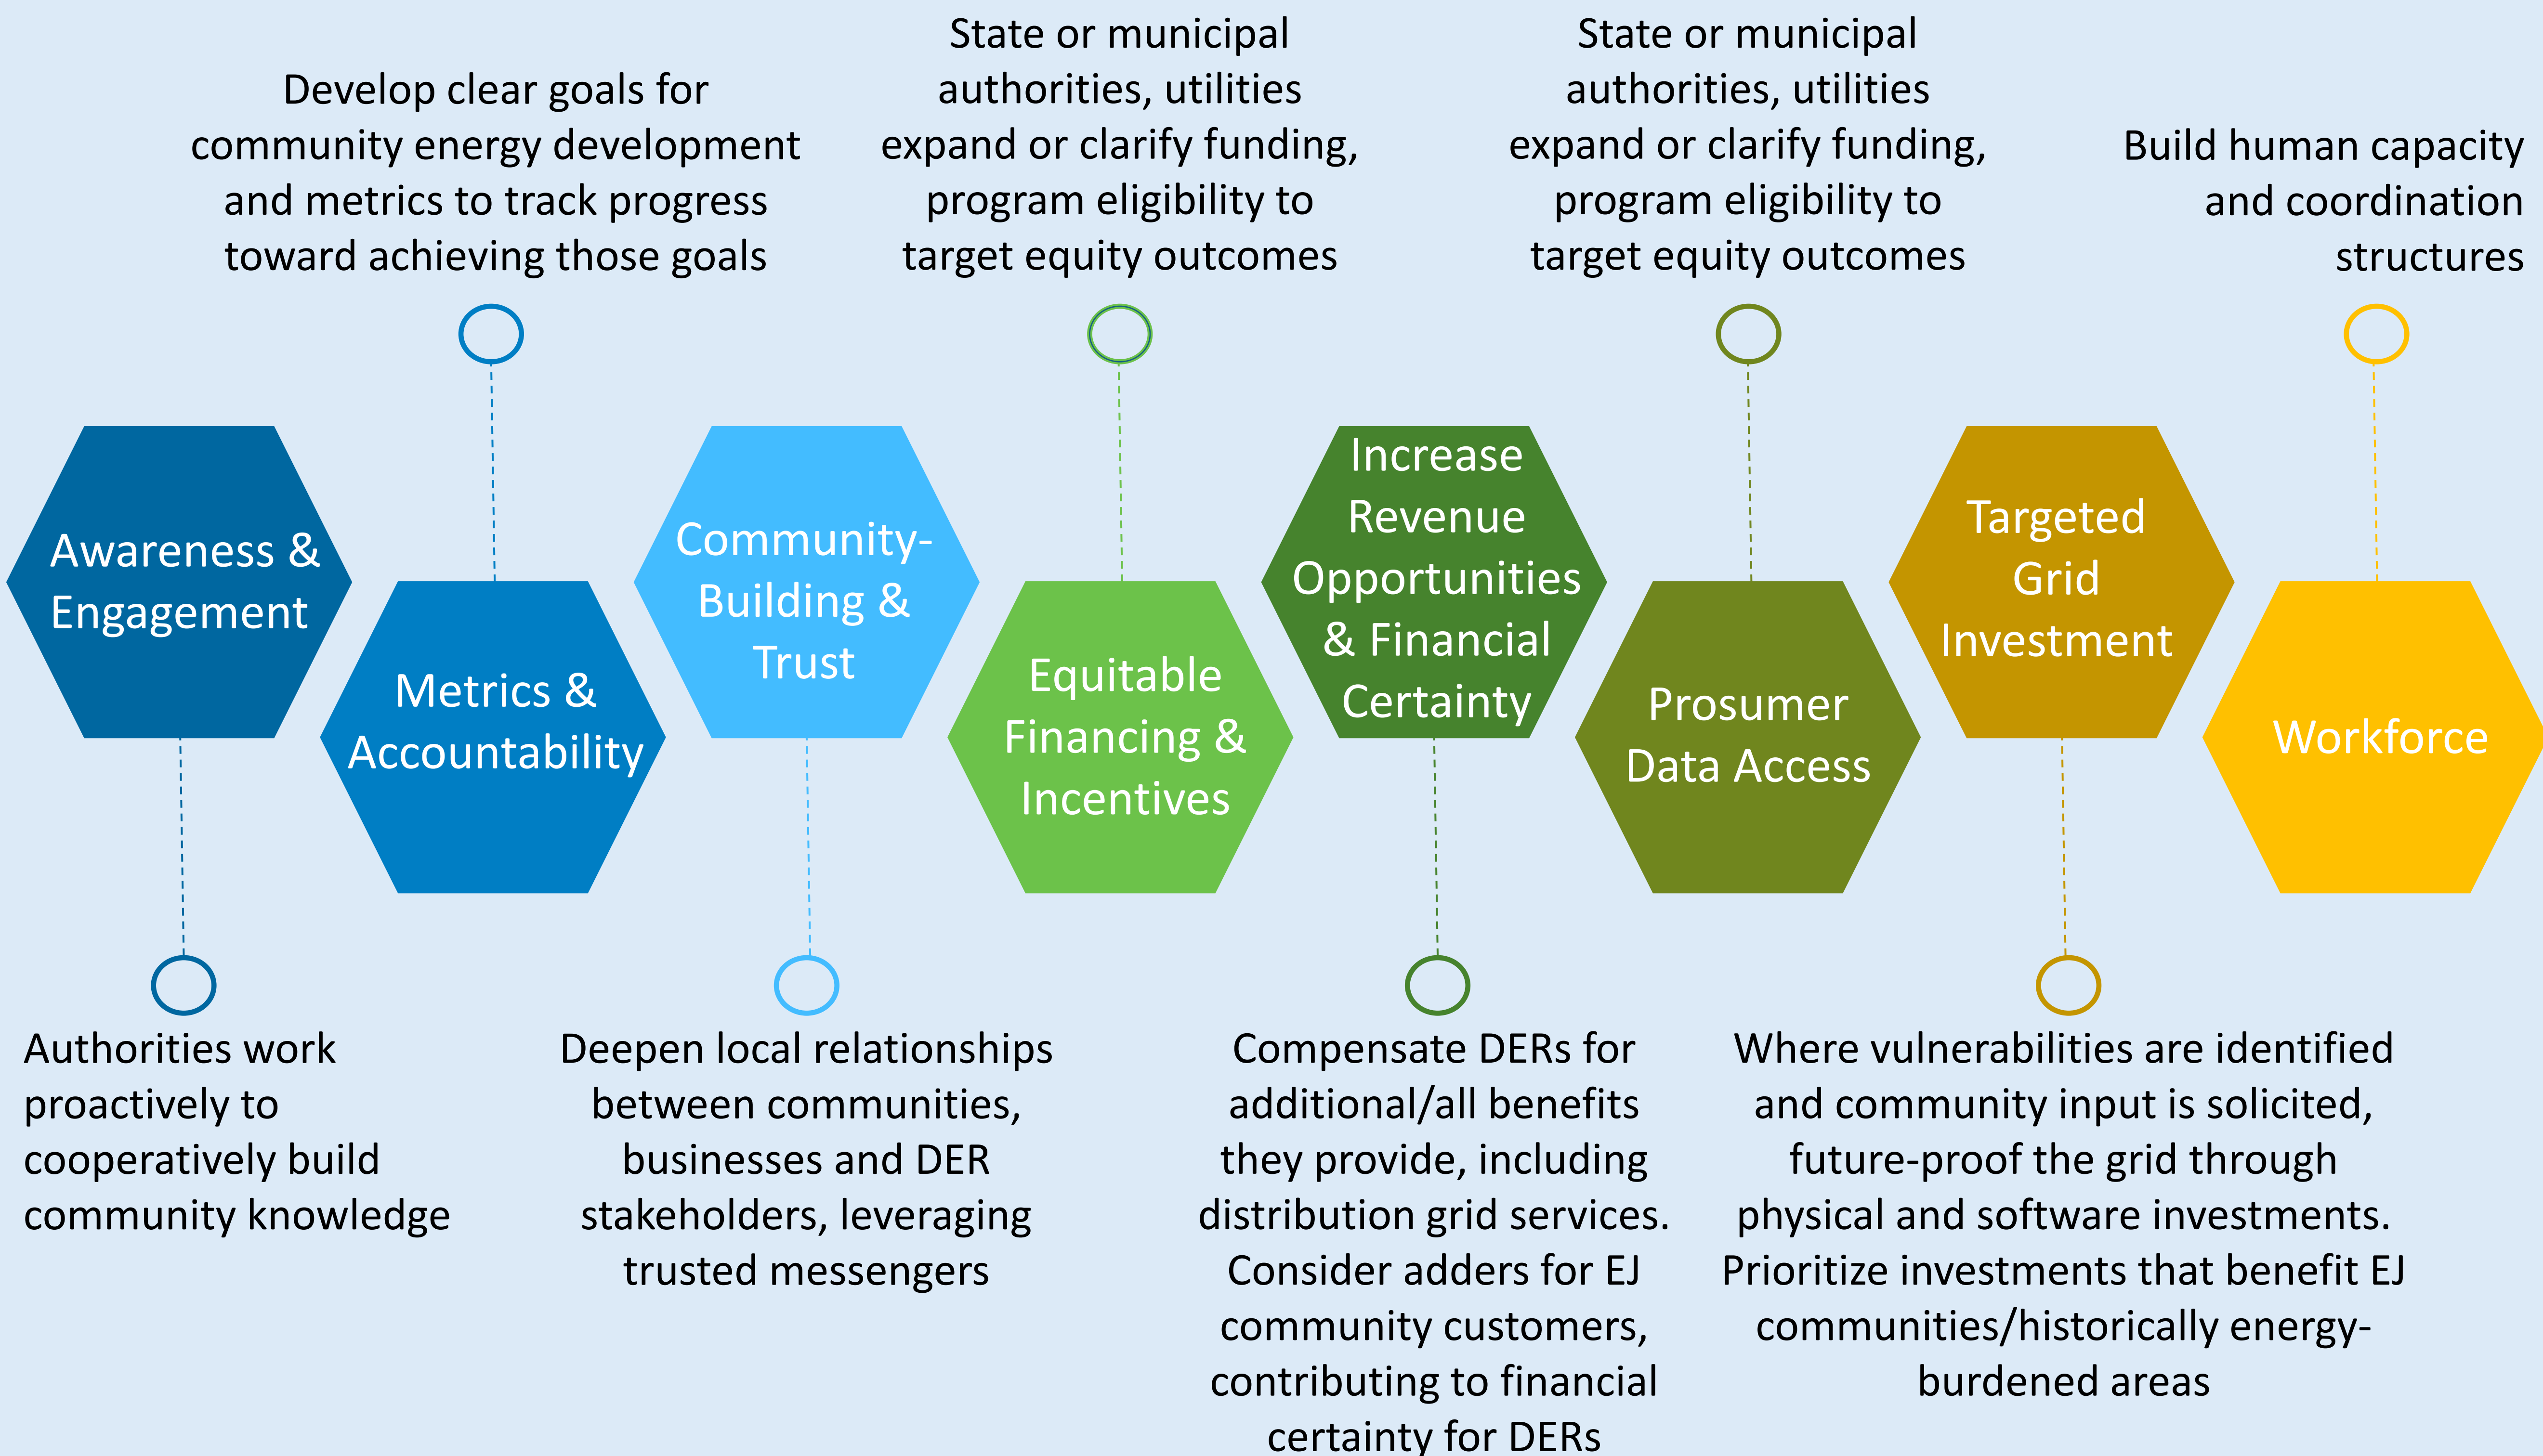 Develop clear goals for
community energy development
and metrics to track progress
toward achieving those goals
State or municipal
authorities, utilities
expand or clarify funding,
program eligibility to
target equity outcomes
State or municipal
authorities, utilities
expand or clarify funding,
program eligibility to
target equity outcomes
Build human capacity
and coordination
structures
Awareness &
Engagement
Metrics &
Accountability
Community-
Building &
Trust
Equitable
Financing &
Incentives
Increase
Revenue
Opportunities
& Financial
Certainty
Prosumer
Data Access
Targeted
Grid
Investment
Workforce
Authorities work
proactively to
cooperatively build
community knowledge
Deepen local relationships
between communities,
businesses and DER
stakeholders, leveraging
trusted messengers
Compensate DERs for
additional/all benefits
they provide, including
distribution grid services.
Consider adders for EJ
community customers,
contributing to financial
certainty for DERs
Where vulnerabilities are identified
and community input is solicited,
future-proof the grid through
physical and software investments.
Prioritize investments that benefit EJ
communities/historically energy-
burdened areas